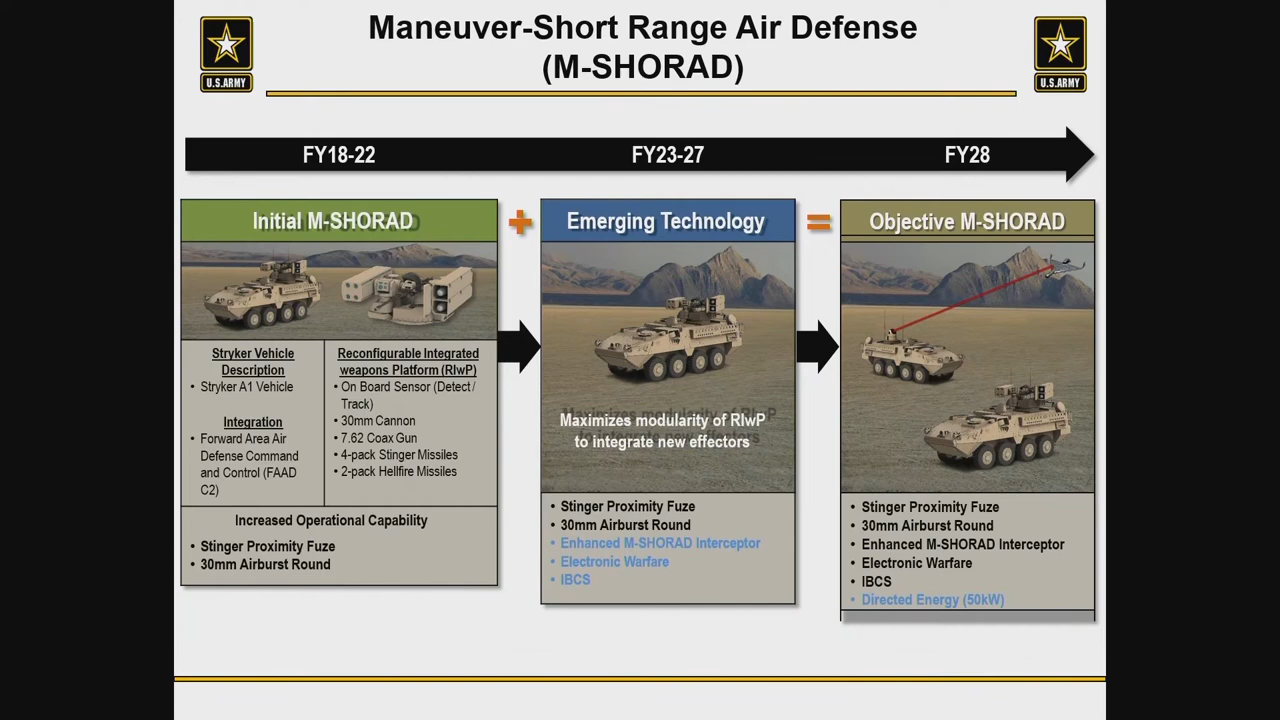 Maneuver-Short Range Air Defense
(M-SHORAD)
U.S.ARMY
U.S.ARMY
FY18-22
FY23-27
FY28
Initial M-SHORAD
+
Emerging Technology
=
Objective M-SHORAD
Stryker Vehicle
Description
• Stryker A1 Vehicle
Integration
• Forward Area Air
Defense Command
and Control (FAAD
C2)
Reconfigurable Integrated
weapons Platform (RIwP)
• On Board Sensor (Detect /
Track)
• 30mm Cannon
• 7.62 Coax Gun
• 4-pack Stinger Missiles
• 2-pack Hellfire Missiles
Increased Operational Capability
• Stinger Proximity Fuze
• 30mm Airburst Round
Maximizes modularity of RIwP
to integrate new effectors
• Stinger Proximity Fuze
• 30mm Airburst Round
• Enhanced M-SHORAD Interceptor
• Electronic Warfare
• IBCS
• Stinger Proximity Fuze
• 30mm Airburst Round
• Enhanced M-SHORAD Interceptor
• Electronic Warfare
• IBCS
• Directed Energy (50kW)